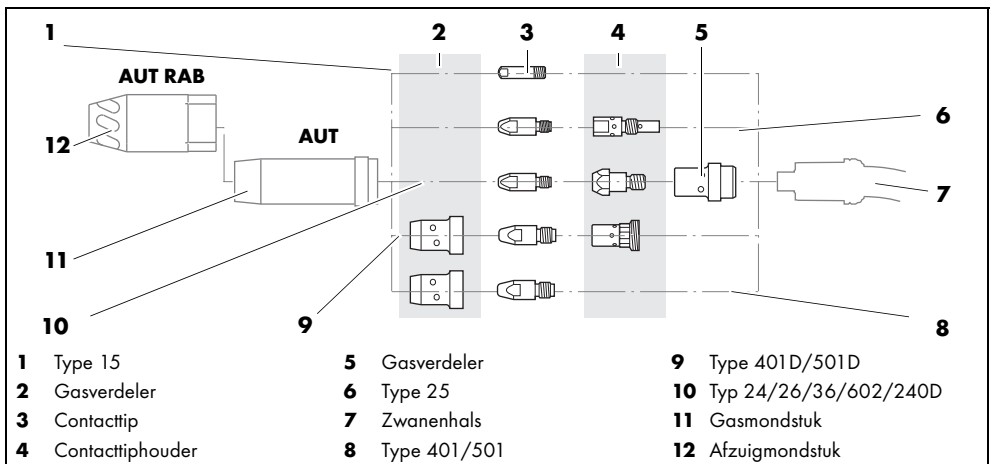 1 2 3 4 5
AUT RAB
6
12 AUT
7
11
10 9 8
1 Type 15
2 Gasverdeler
3 Contacttip
4 Contacttiphouder
5 Gasverdeler
6 Type 25
7 Zwanenhals
8 Type 401/501
9 Type 401D/501D
10 Typ 24/26/36/602/240D
11 Gasmondstuk
12 Afzuigmondstuk